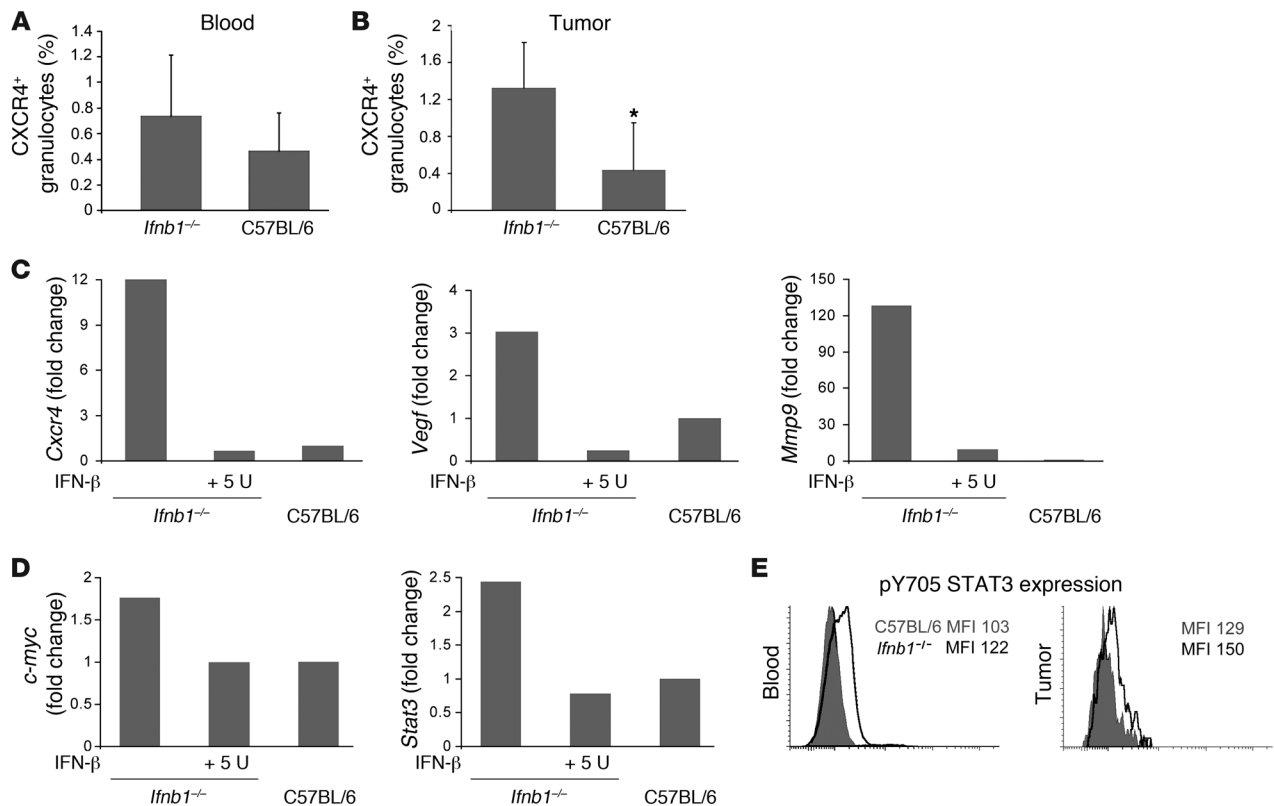 A
Blood
CXCR4+
granulocytes (%)
1.4
1.2
1
0.8
0.6
0.4
0.2
0
Ifnb1–/–
C57BL/6
B
Tumor
CXCR4+
granulocytes (%)
2
1.6
1.2
0.8
0.4
0
*
Ifnb1–/–
C57BL/6
C
Cxcr4 (fold change)
12
9
6
3
0
IFN-β
+ 5 U
Ifnb1–/–
C57BL/6
Vegf (fold change)
4
3
2
1
0
IFN-β
+ 5 U
Ifnb1–/–
C57BL/6
Mmp9 (fold change)
150
120
90
60
30
0
IFN-β
+ 5 U
Ifnb1–/–
C57BL/6
D
c-myc
(fold change)
2
1.5
1
0.5
0
IFN-β
+ 5 U
Ifnb1–/–
C57BL/6
Stat3 (fold change)
2.5
2
1.5
1
0.5
0
IFN-β
+ 5 U
Ifnb1–/–
C57BL/6
E
pY705 STAT3 expression
Blood
C57BL/6 MFI 103
Ifnb1–/– MFI 122
Tumor
MFI 129
MFI 150